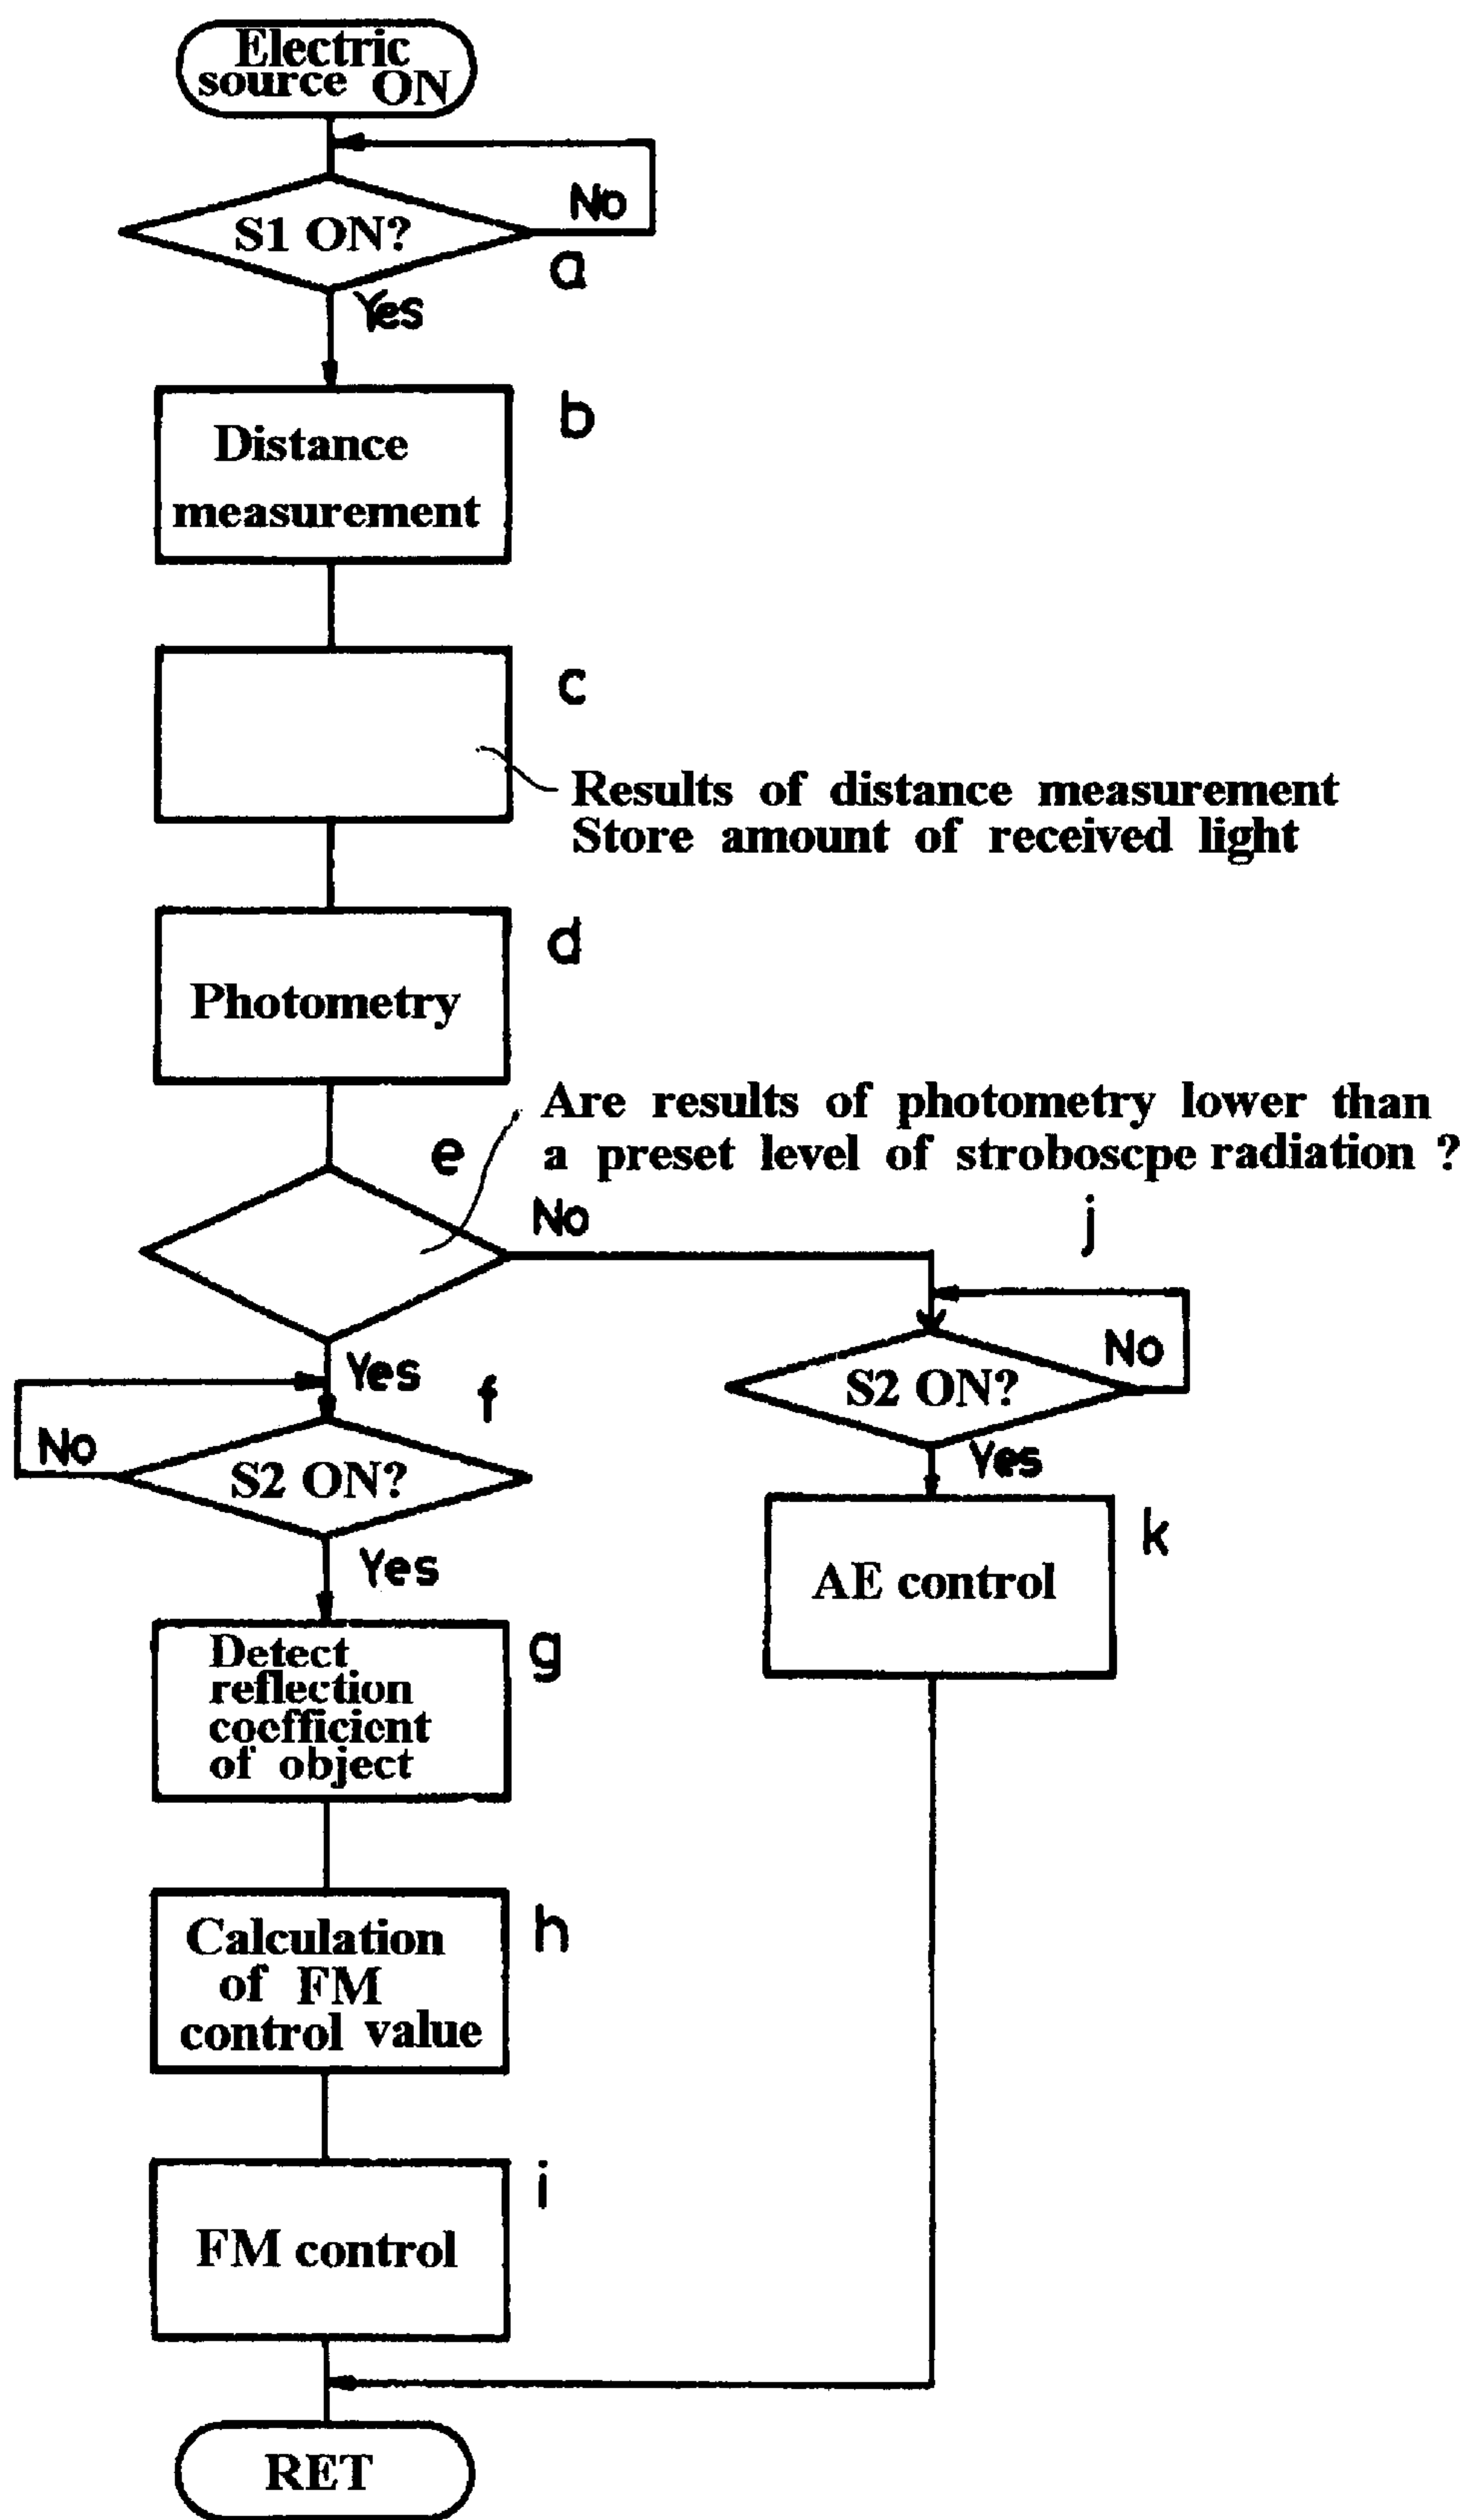 Electric
source ON
No
S1 ON?
a
Yes
b
Distance
measurement
c
Results of distance measurement
Store amount of received light
d
Photometry
Are results of photometry lower than
e
a preset level of stroboscpe radiation ?
No
j
Yes
f
No
S2 ON?
No
S2 ON?
Yes
Yes
k
AE control
g
Detect
reflection
coefficient
of object
h
Calculation
of FM
control value
i
FM control
RET